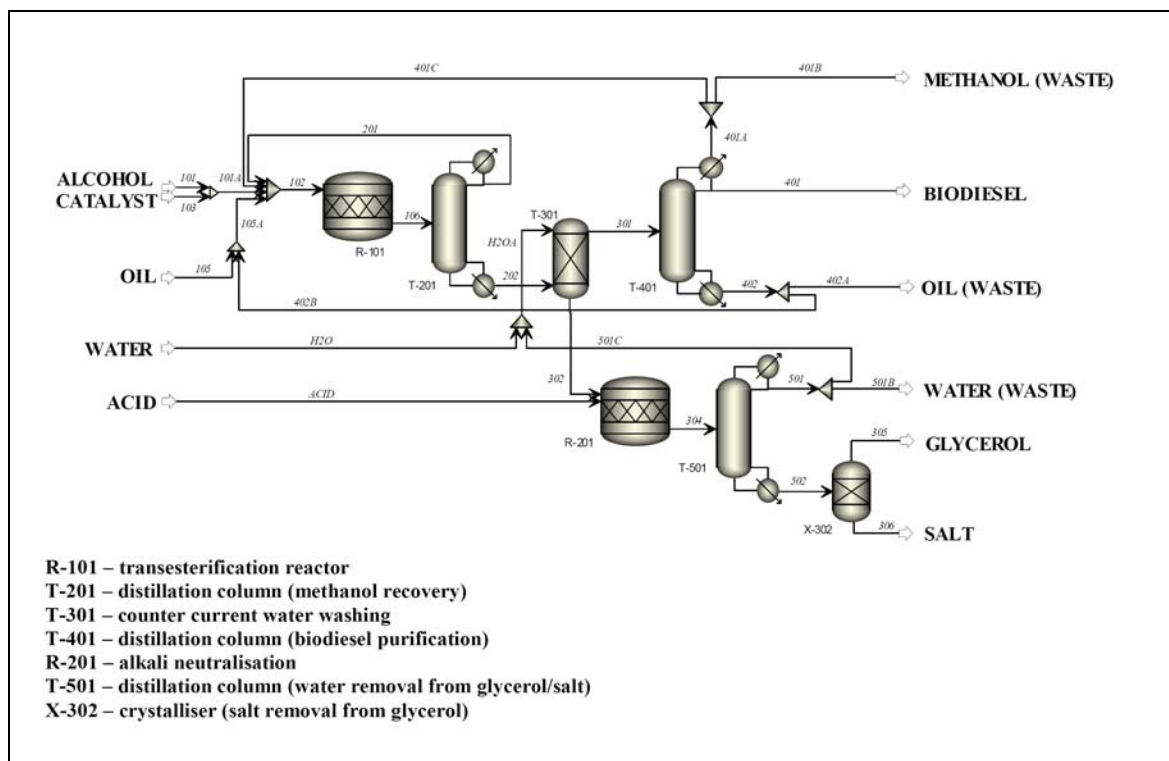 401C
401B
METHANOL (WASTE)
201
401A
ALCOHOL
101
101A
102
CATALYST
103
105A
R-101
106
T-201
202
H2OA
T-301
301
T-401
401
BIODIESEL
OIL
105
402B
402
402A
OIL (WASTE)
WATER
H2O
501C
302
ACID
ACID
R-201
304
T-501
501
501B
WATER (WASTE)
305
GLYCEROL
502
X-302
306
SALT
R-101 – transesterification reactor
T-201 – distillation column (methanol recovery)
T-301 – counter current water washing
T-401 – distillation column (biodiesel purification)
R-201 – alkali neutralisation
T-501 – distillation column (water removal from glycerol/salt)
X-302 – crystalliser (salt removal from glycerol)